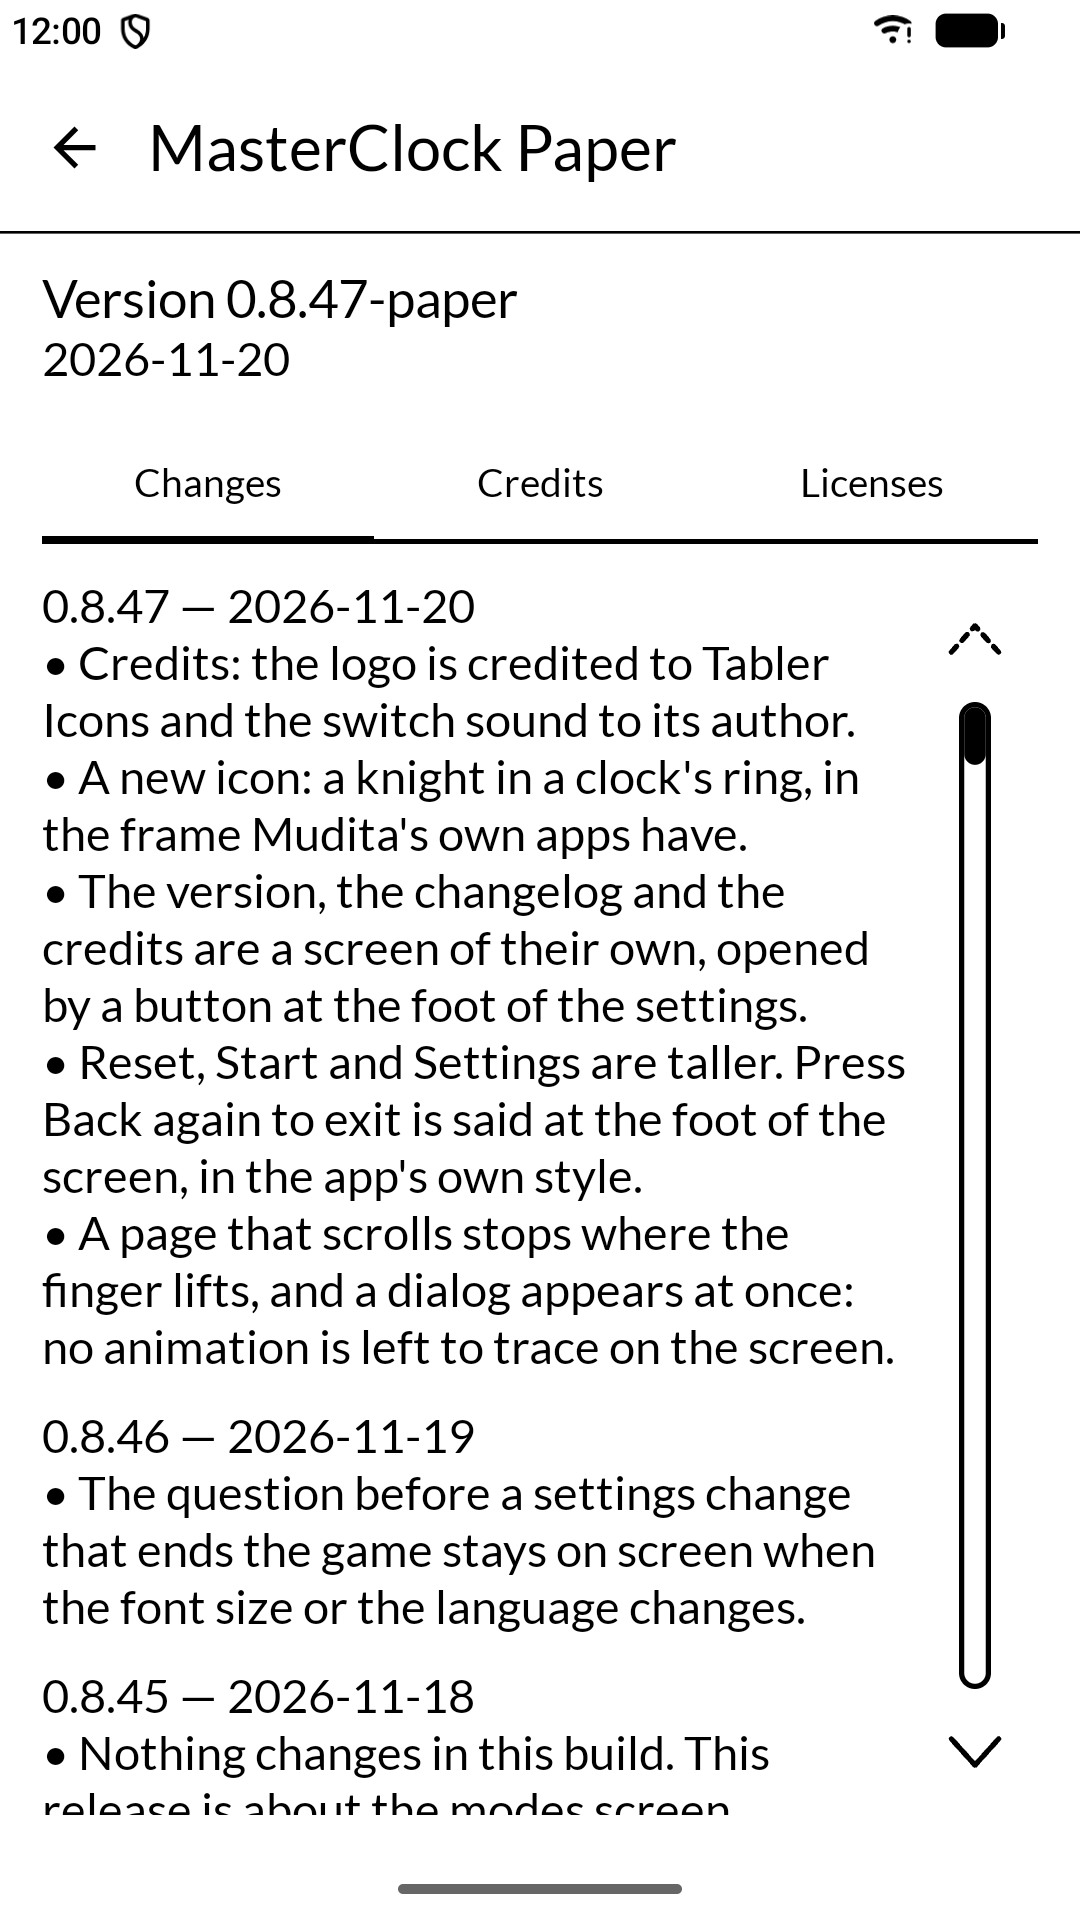 12:00
MasterClock Paper
Version 0.8.47-paper
2026-11-20
Changes
Credits
Licenses
0.8.47 — 2026-11-20
• Credits: the logo is credited to Tabler
Icons and the switch sound to its author.
• A new icon: a knight in a clock's ring, in
the frame Mudita's own apps have.
• The version, the changelog and the
credits are a screen of their own, opened
by a button at the foot of the settings.
• Reset, Start and Settings are taller. Press
Back again to exit is said at the foot of the
screen, in the app's own style.
• A page that scrolls stops where the
finger lifts, and a dialog appears at once:
no animation is left to trace on the screen.
0.8.46 — 2026-11-19
• The question before a settings change
that ends the game stays on screen when
the font size or the language changes.
0.8.45 — 2026-11-18
• Nothing changes in this build. This
release is about the modes screen